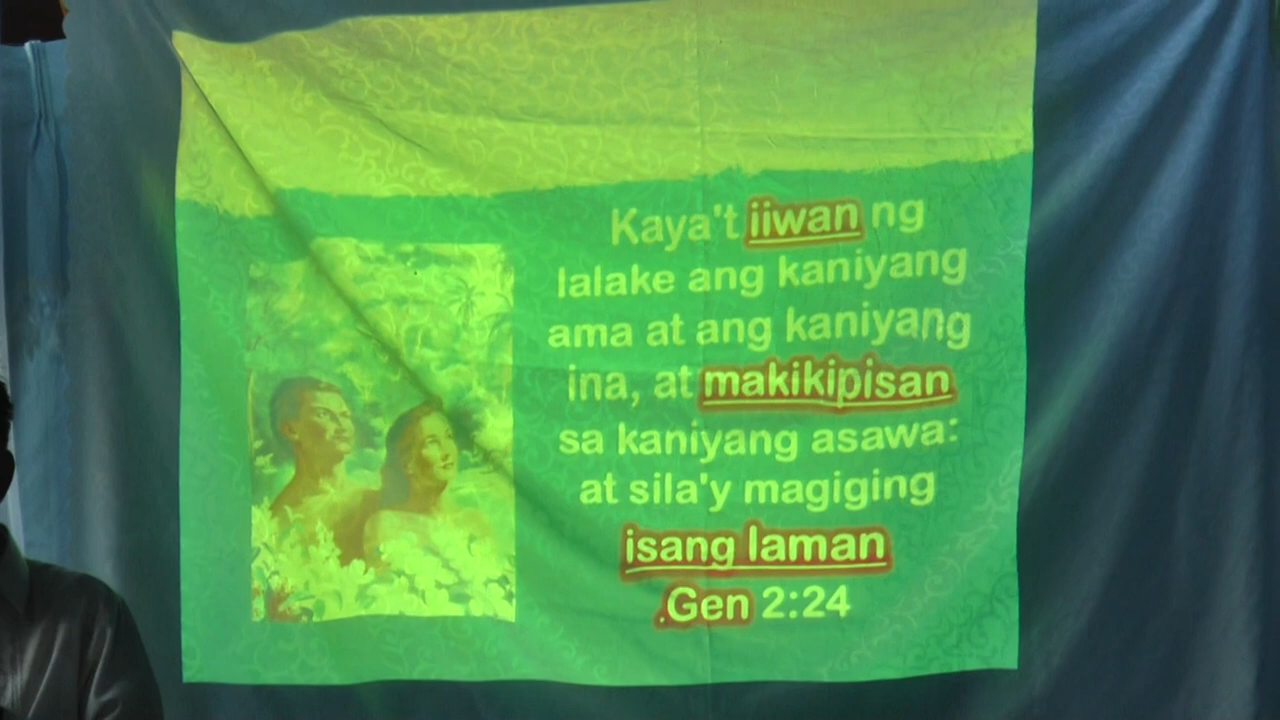 Kaya't iiwan ng
lalake ang kaniyang
ama at ang kaniyang
ina, at makikipisan
sa kaniyang asawa:
at sila'y magiging
isang laman
.Gen 2:24